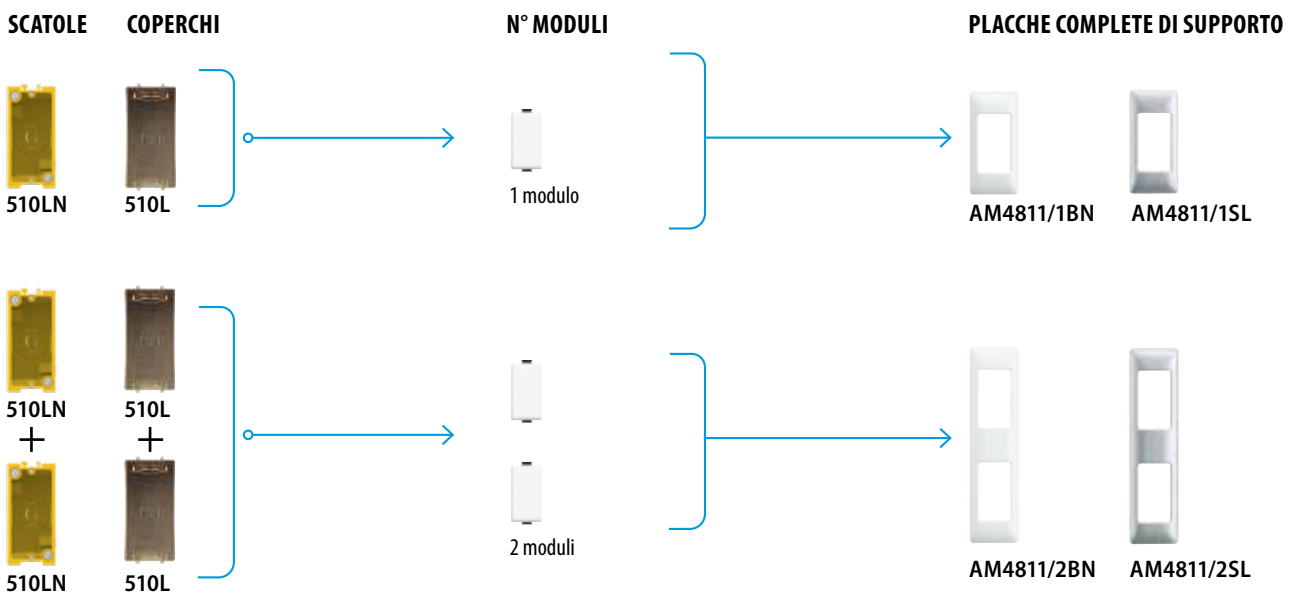 SCATOLE COPERCHI N° MODULI PLACCHE COMPLETE DI SUPPORTO
510LN 510L 1 modulo AM4811/1BN AM4811/1SL
510LN 510L
+ +
510LN 510L 2 moduli AM4811/2BN AM4811/2SL